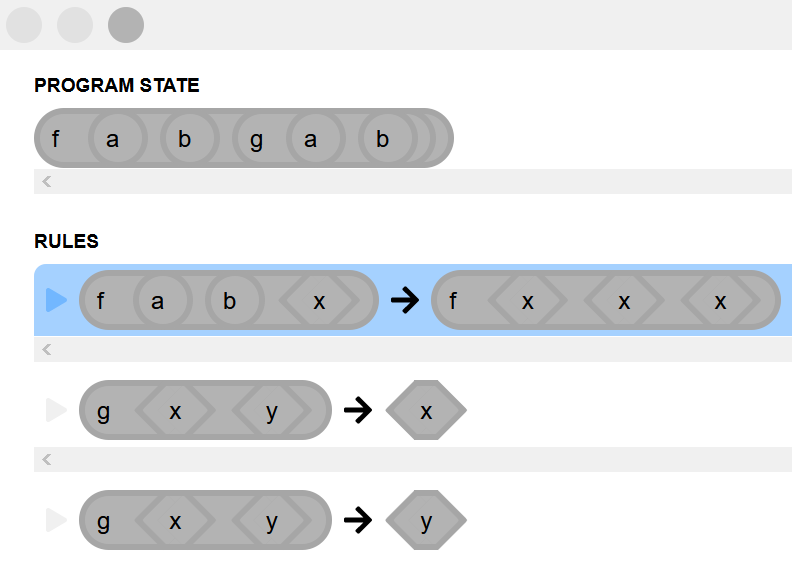 PROGRAM STATE
f a b g a b
RULES
f a b x → f x x x
g x y → x
g x y → y